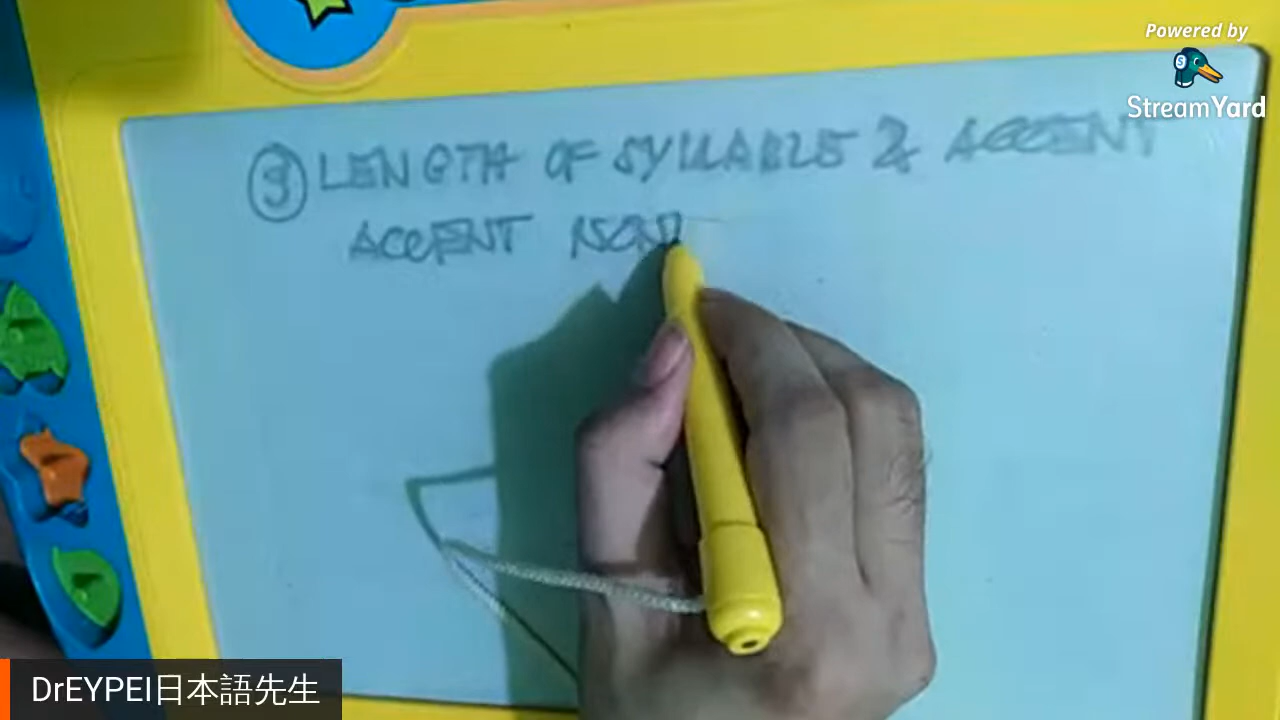 Powered by
StreamYard
③ LENGTH OF SYLLABLE & ACCENT
ACCENT
DrEYPEI日本語先生